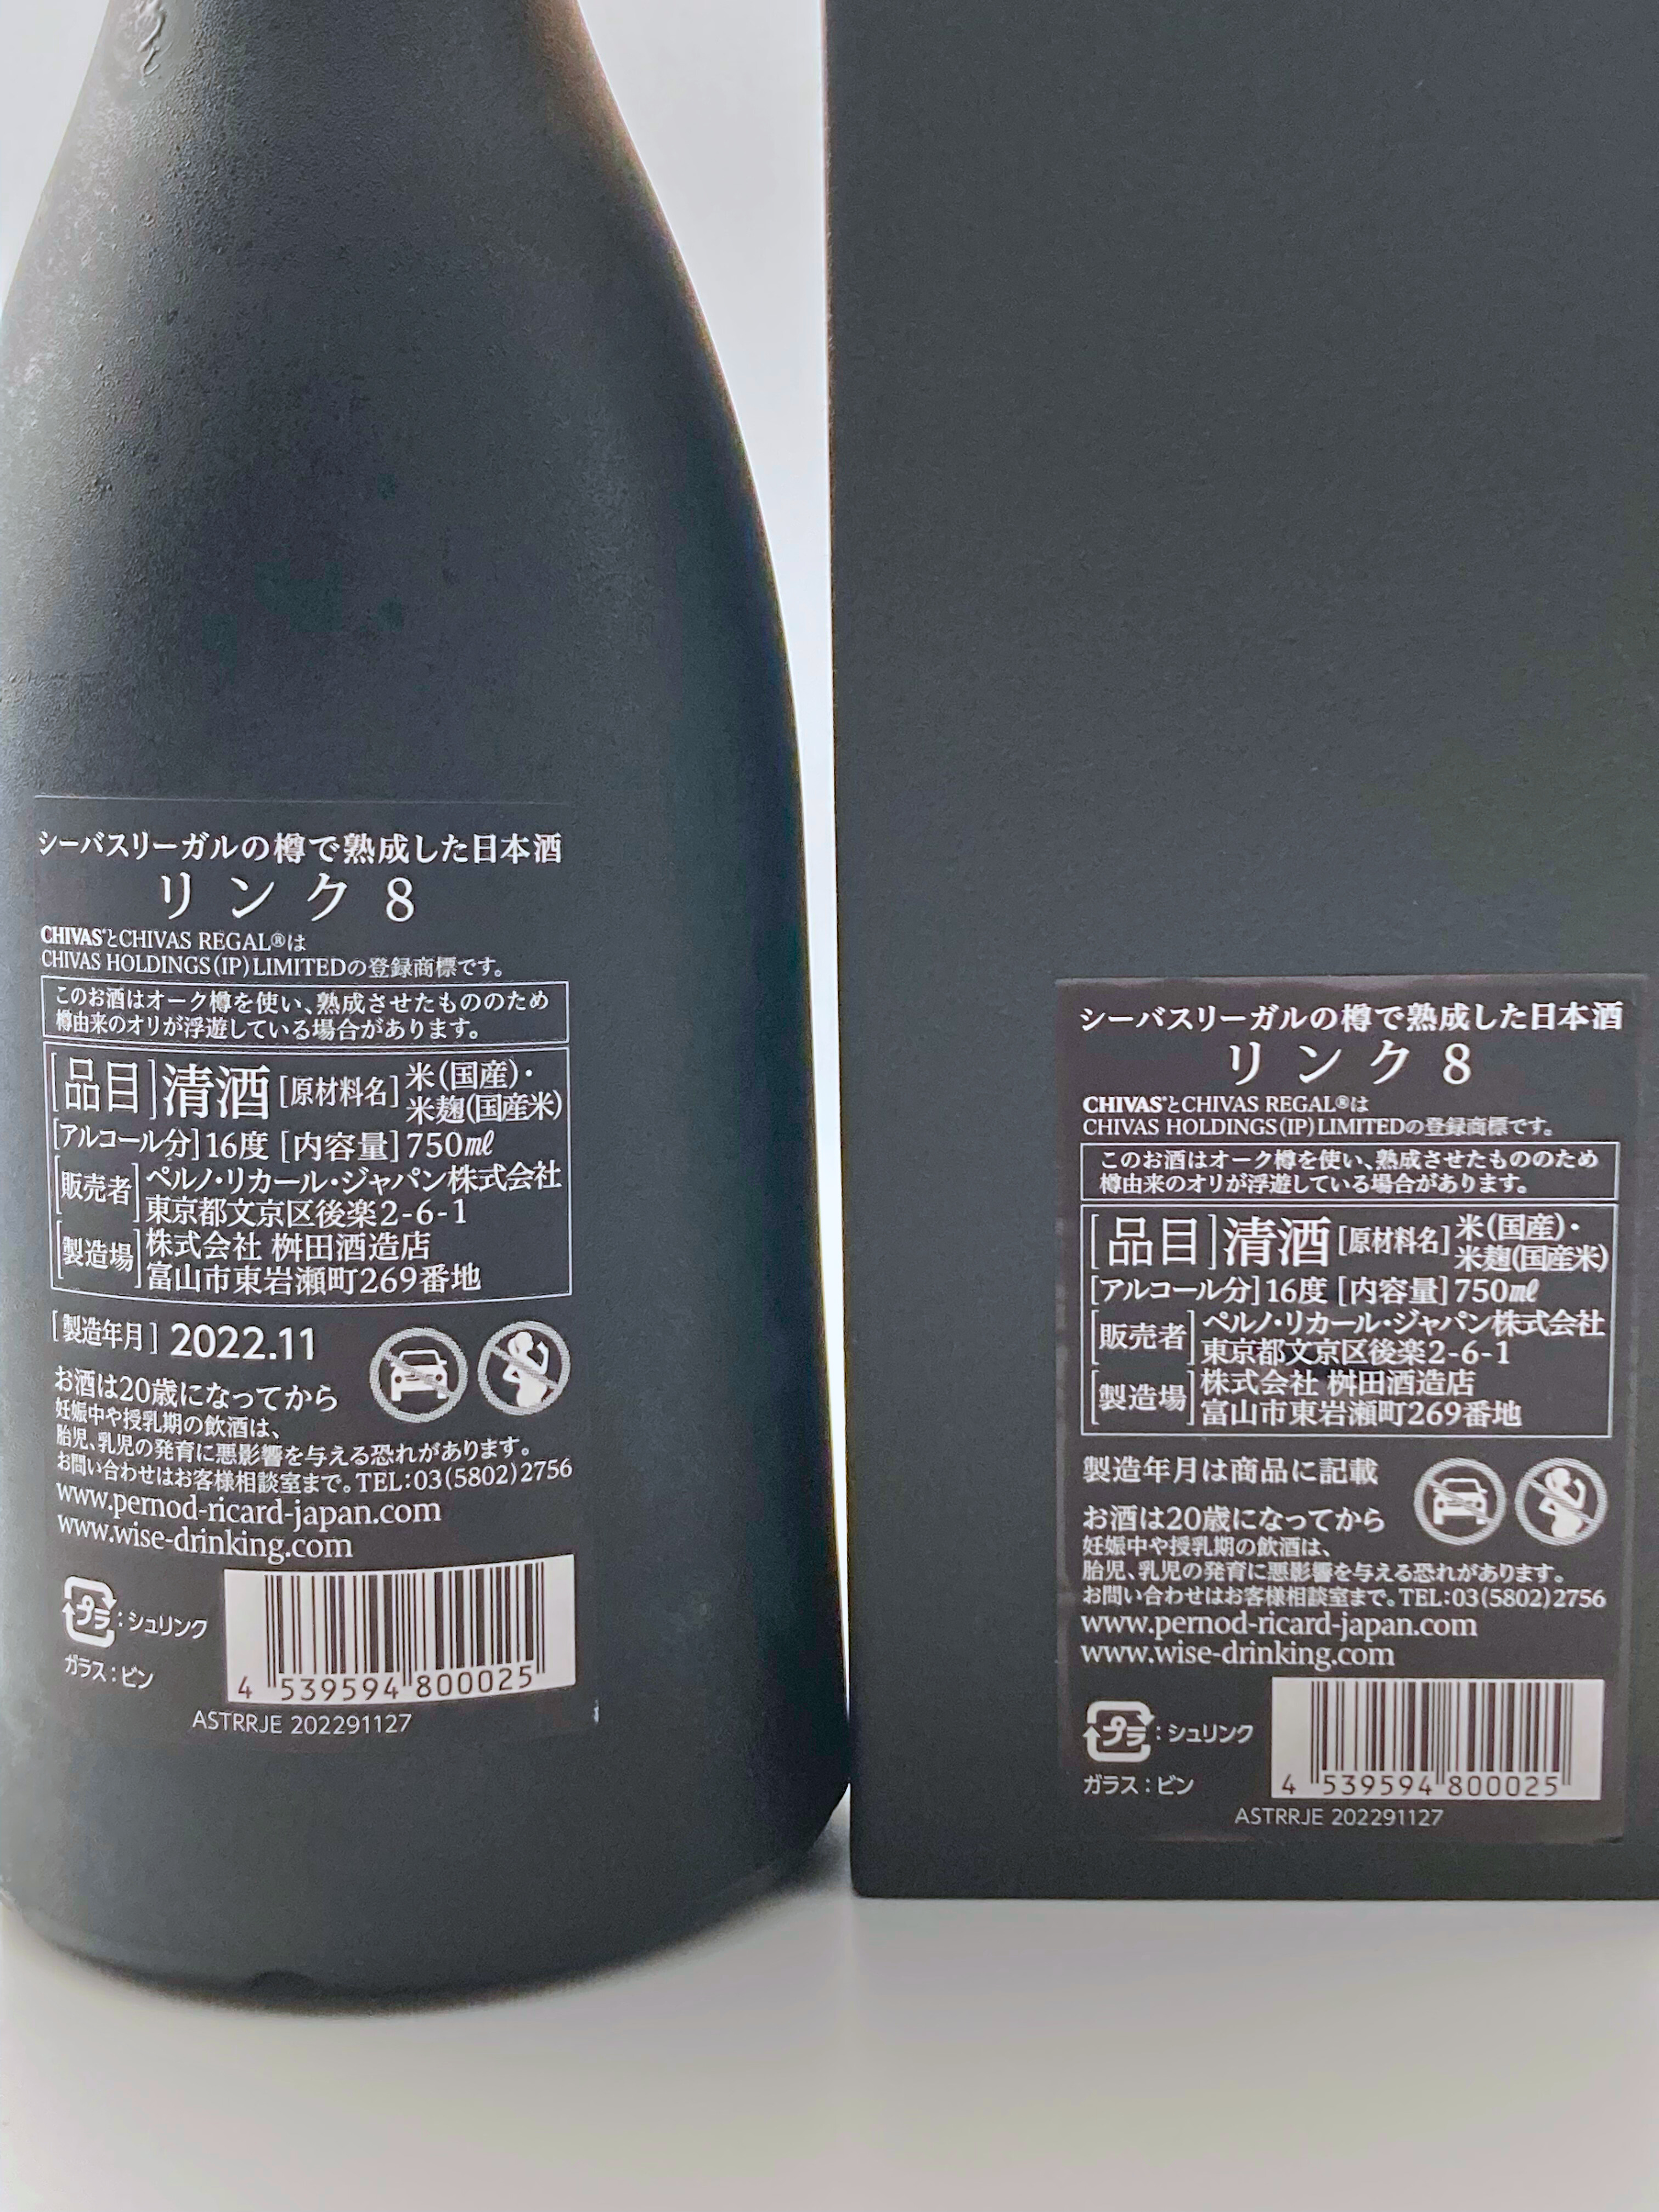 シーバスリーガルの樽で熟成した日本酒
リンク8
CHIVAS®とCHIVAS REGAL®は
CHIVAS HOLDINGS(IP)LIMITEDの登録商標です。
このお酒はオーク樽を使い、熟成させたもののため
樽由来のオリが浮遊している場合があります。
[品目]清酒[原材料名]米(国産)・
米麹(国産米)
[アルコール分]16度 [内容量]750㎖
[販売者]ペルノ・リカール・ジャパン株式会社
東京都文京区後楽2-6-1
[製造場]株式会社 桝田酒造店
富山市東岩瀬町269番地
[製造年月]2022.11
お酒は20歳になってから
妊娠中や授乳期の飲酒は、
胎児、乳児の発育に悪影響を与える恐れがあります。
お問い合わせはお客様相談室まで。TEL:03(5802)2756
www.pernod-ricard-japan.com
www.wise-drinking.com
プラ:シュリンク
ガラス:ビン
4 539594 800025
ASTRRJE 202291127
シーバスリーガルの樽で熟成した日本酒
リンク8
CHIVAS®とCHIVAS REGAL®は
CHIVAS HOLDINGS(IP)LIMITEDの登録商標です。
このお酒はオーク樽を使い、熟成させたもののため
樽由来のオリが浮遊している場合があります。
[品目]清酒[原材料名]米(国産)・
米麹(国産米)
[アルコール分]16度 [内容量]750㎖
[販売者]ペルノ・リカール・ジャパン株式会社
東京都文京区後楽2-6-1
[製造場]株式会社 桝田酒造店
富山市東岩瀬町269番地
製造年月は商品に記載
お酒は20歳になってから
妊娠中や授乳期の飲酒は、
胎児、乳児の発育に悪影響を与える恐れがあります。
お問い合わせはお客様相談室まで。TEL:03(5802)2756
www.pernod-ricard-japan.com
www.wise-drinking.com
プラ:シュリンク
ガラス:ビン
4 539594 800025
ASTRRJE 202291127